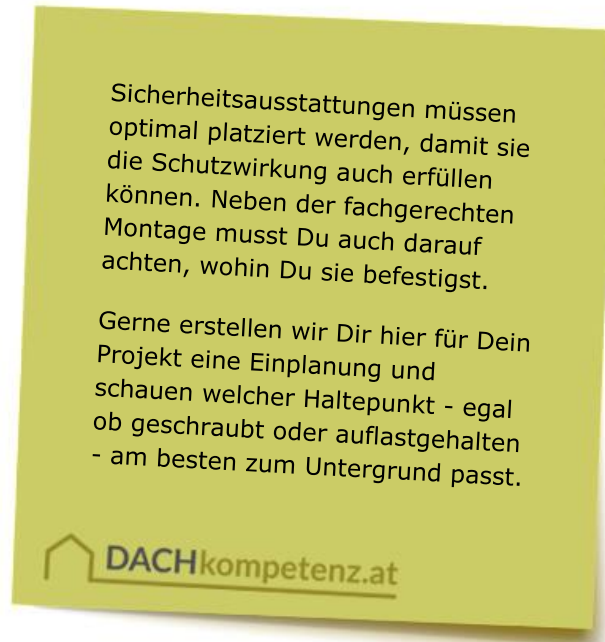 Sicherheitsausstattungen müssen
optimal platziert werden, damit sie
die Schutzwirkung auch erfüllen
können. Neben der fachgerechten
Montage musst Du auch darauf
achten, wohin Du sie befestigst.
Gerne erstellen wir Dir hier für Dein
Projekt eine Einplanung und
schauen welcher Haltepunkt - egal
ob geschraubt oder auflastgehalten
- am besten zum Untergrund passt.
DACHkompetenz.at